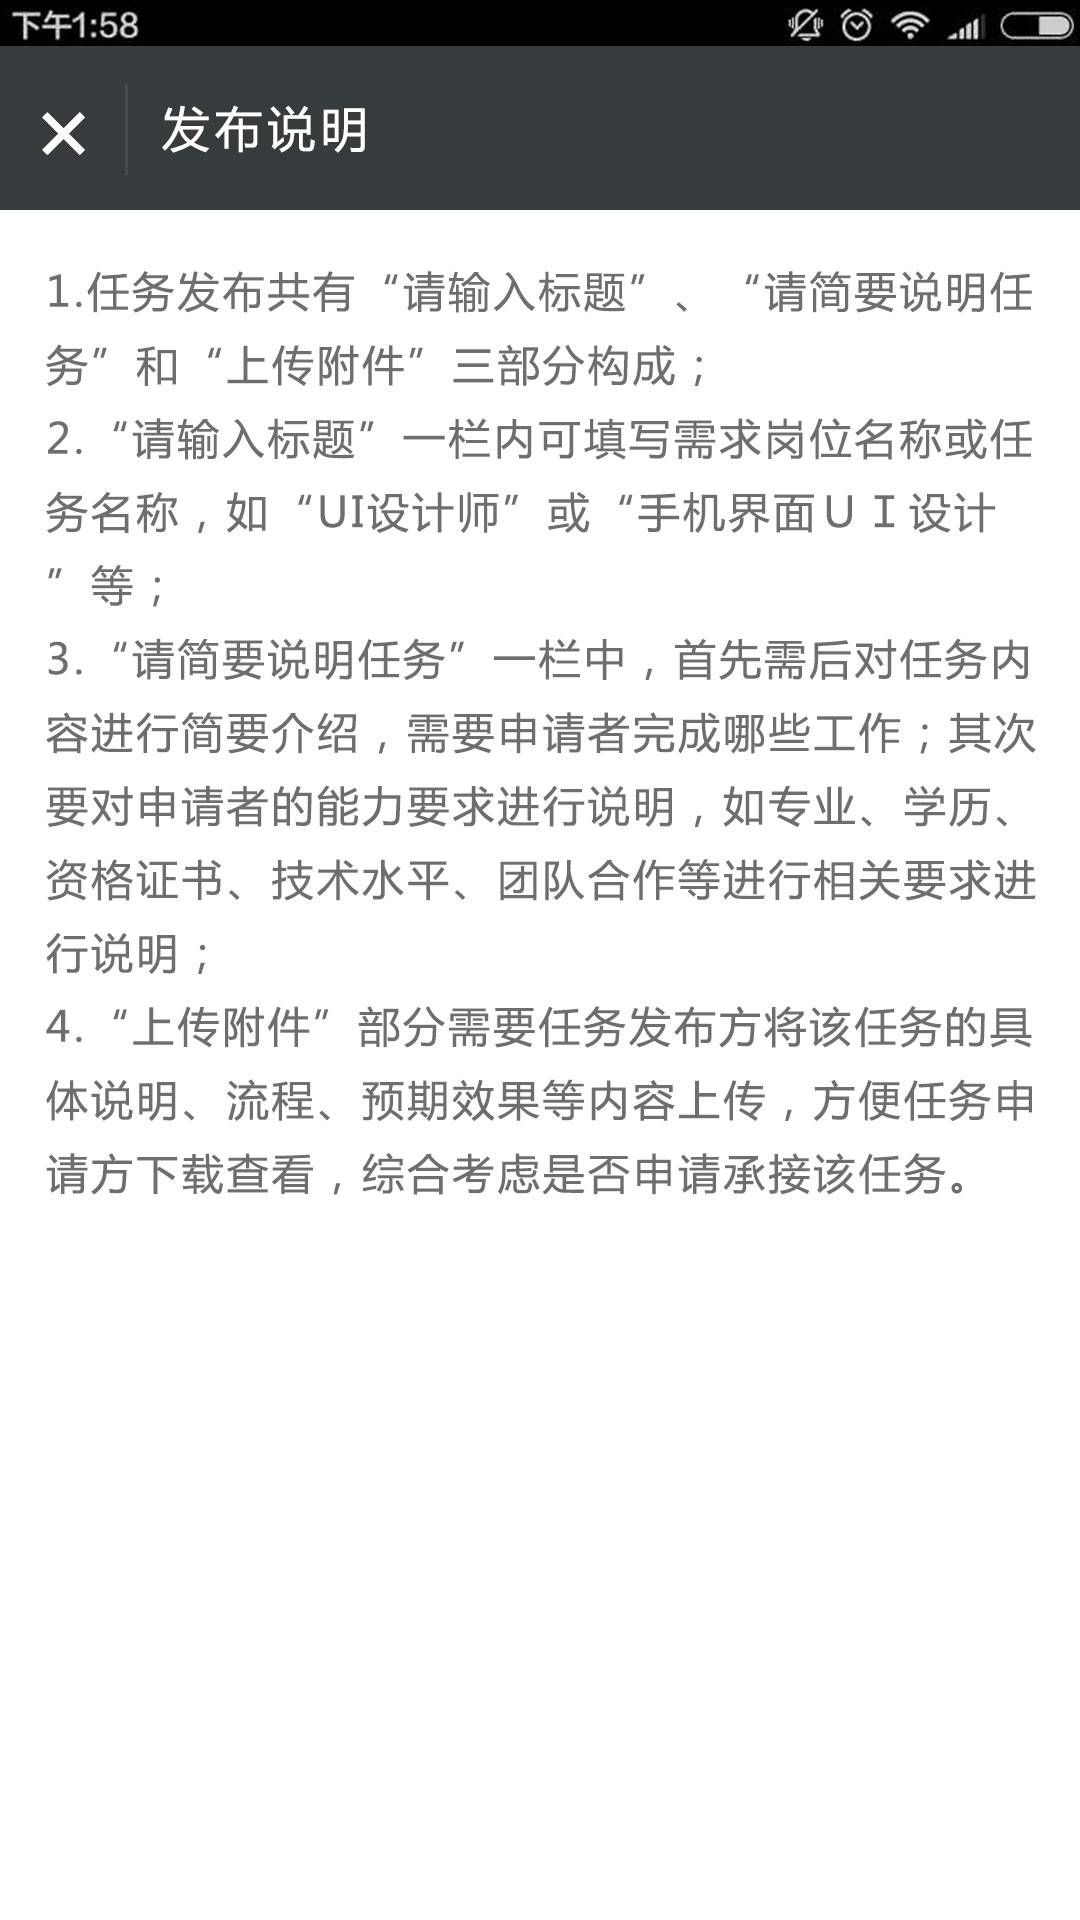 下午1:58
发布说明
1.任务发布共有“请输入标题”、“请简要说明任
务”和“上传附件”三部分构成；
2.“请输入标题”一栏内可填写需求岗位名称或任
务名称，如“UI设计师”或“手机界面ＵＩ设计
”等；
3.“请简要说明任务”一栏中，首先需后对任务内
容进行简要介绍，需要申请者完成哪些工作；其次
要对申请者的能力要求进行说明，如专业、学历、
资格证书、技术水平、团队合作等进行相关要求进
行说明；
4.“上传附件”部分需要任务发布方将该任务的具
体说明、流程、预期效果等内容上传，方便任务申
请方下载查看，综合考虑是否申请承接该任务。